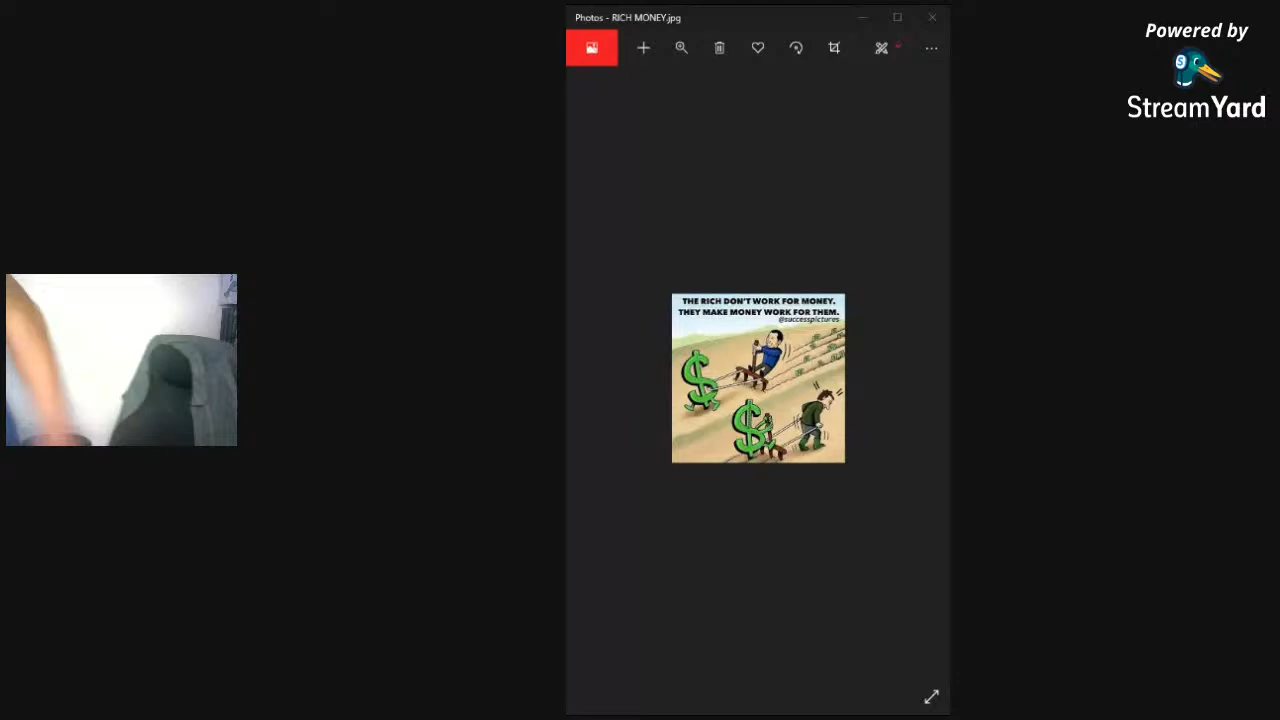 Photos - RICH MONEY.jpg
Powered by
S
StreamYard
THE RICH DON'T WORK FOR MONEY.
THEY MAKE MONEY WORK FOR THEM.
@successpictures
$
$